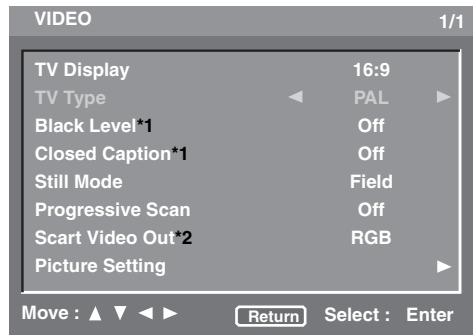 VIDEO 1/1
TV Display 16:9
TV Type ◄ PAL ►
Black Level*1 Off
Closed Caption*1 Off
Still Mode Field
Progressive Scan Off
Scart Video Out*2 RGB
Picture Setting ►
Move : ▲ ▼ ◄ ► Return Select : Enter